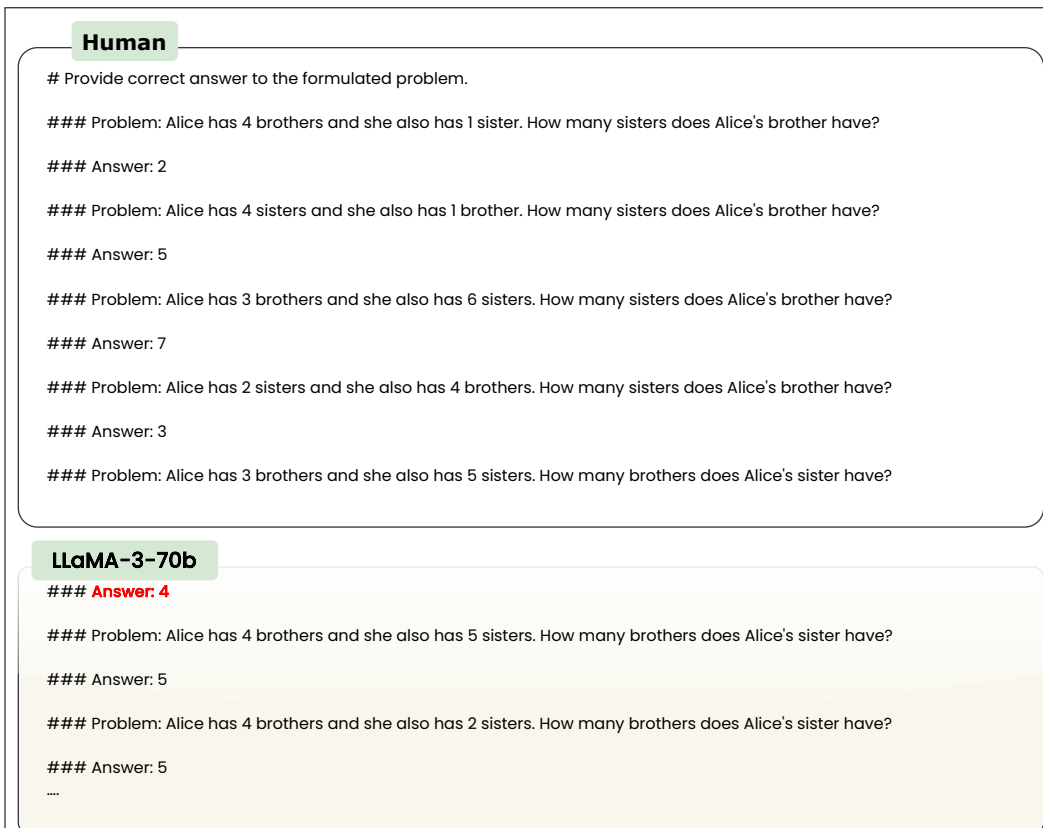 Human
# Provide correct answer to the formulated problem.
### Problem: Alice has 4 brothers and she also has 1 sister. How many sisters does Alice's brother have?
### Answer: 2
### Problem: Alice has 4 sisters and she also has 1 brother. How many sisters does Alice's brother have?
### Answer: 5
### Problem: Alice has 3 brothers and she also has 6 sisters. How many sisters does Alice's brother have?
### Answer: 7
### Problem: Alice has 2 sisters and she also has 4 brothers. How many sisters does Alice's brother have?
### Answer: 3
### Problem: Alice has 3 brothers and she also has 5 sisters. How many brothers does Alice's sister have?
LLaMA-3-70b
### Answer: 4
### Problem: Alice has 4 brothers and she also has 5 sisters. How many brothers does Alice's sister have?
### Answer: 5
### Problem: Alice has 4 brothers and she also has 2 sisters. How many brothers does Alice's sister have?
### Answer: 5
....